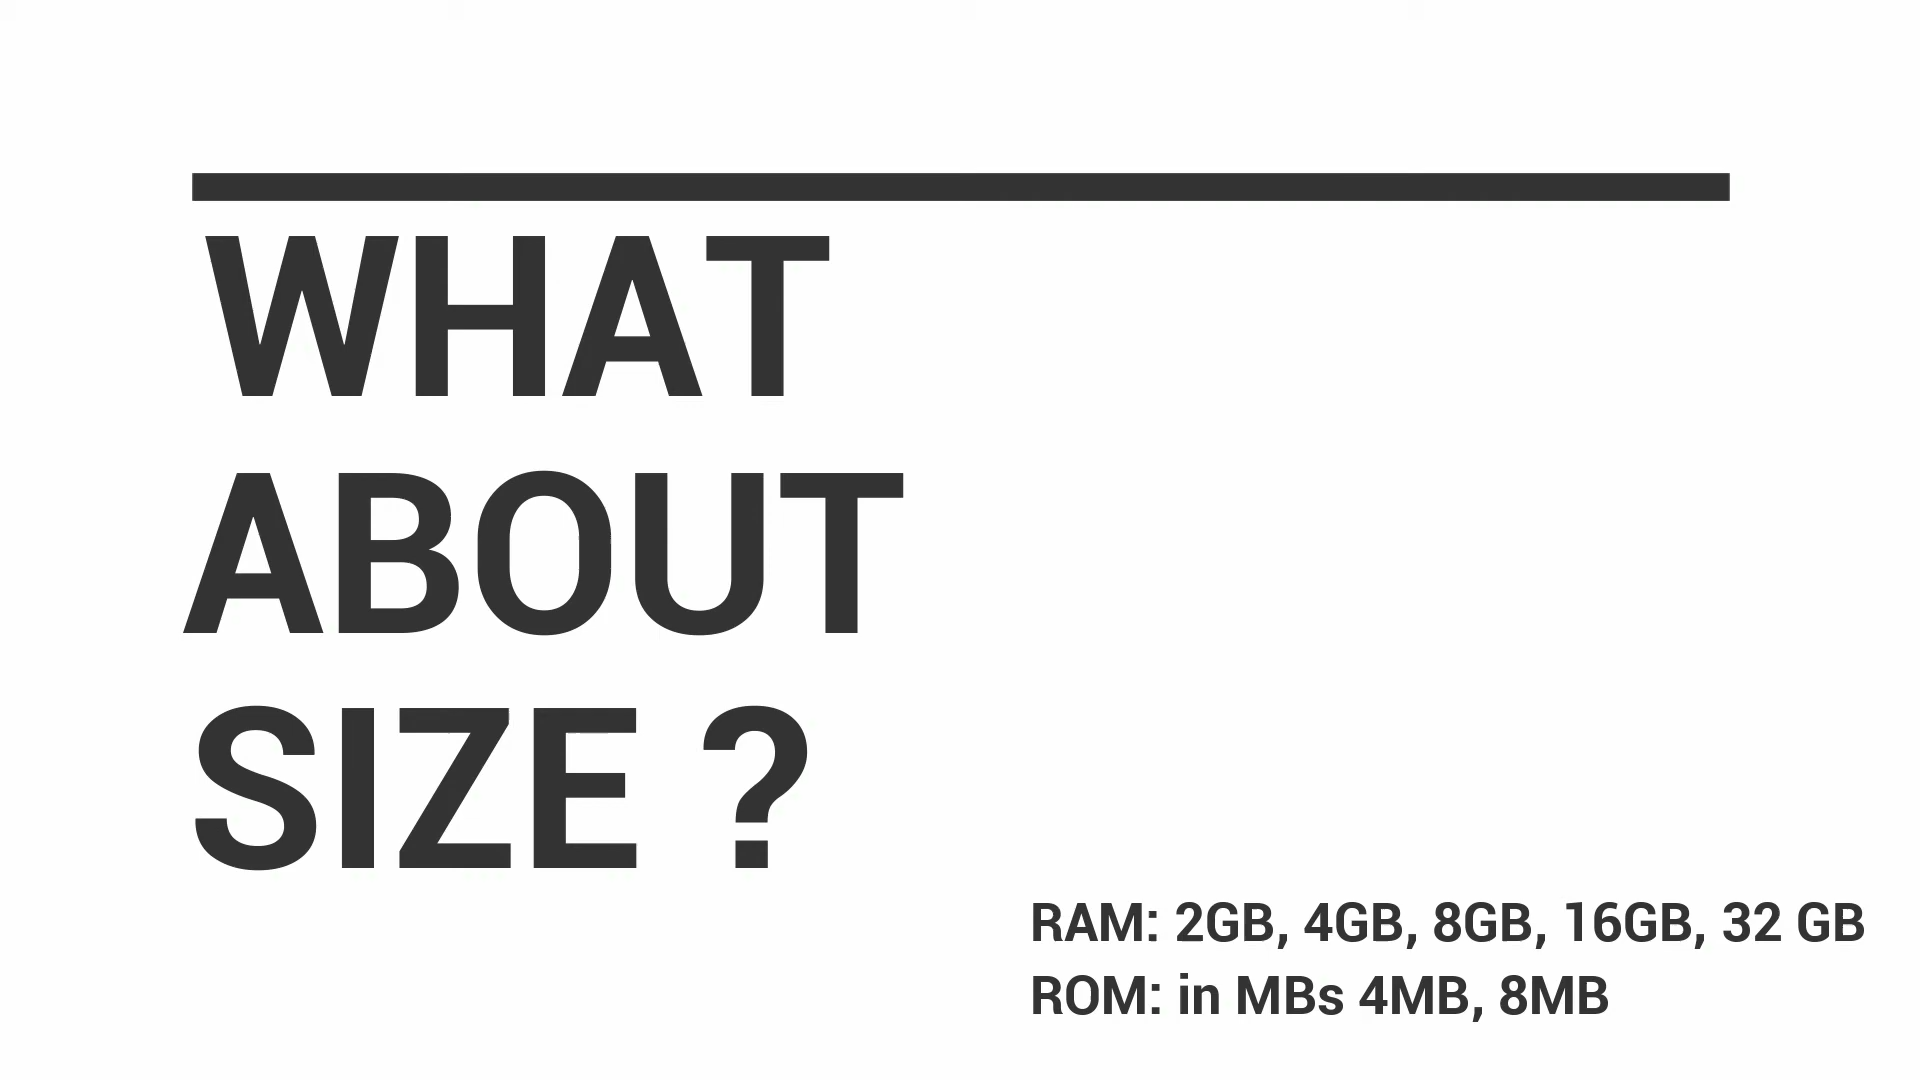 WHAT
ABOUT
SIZE ?
RAM: 2GB, 4GB, 8GB, 16GB, 32 GB
ROM: in MBs 4MB, 8MB